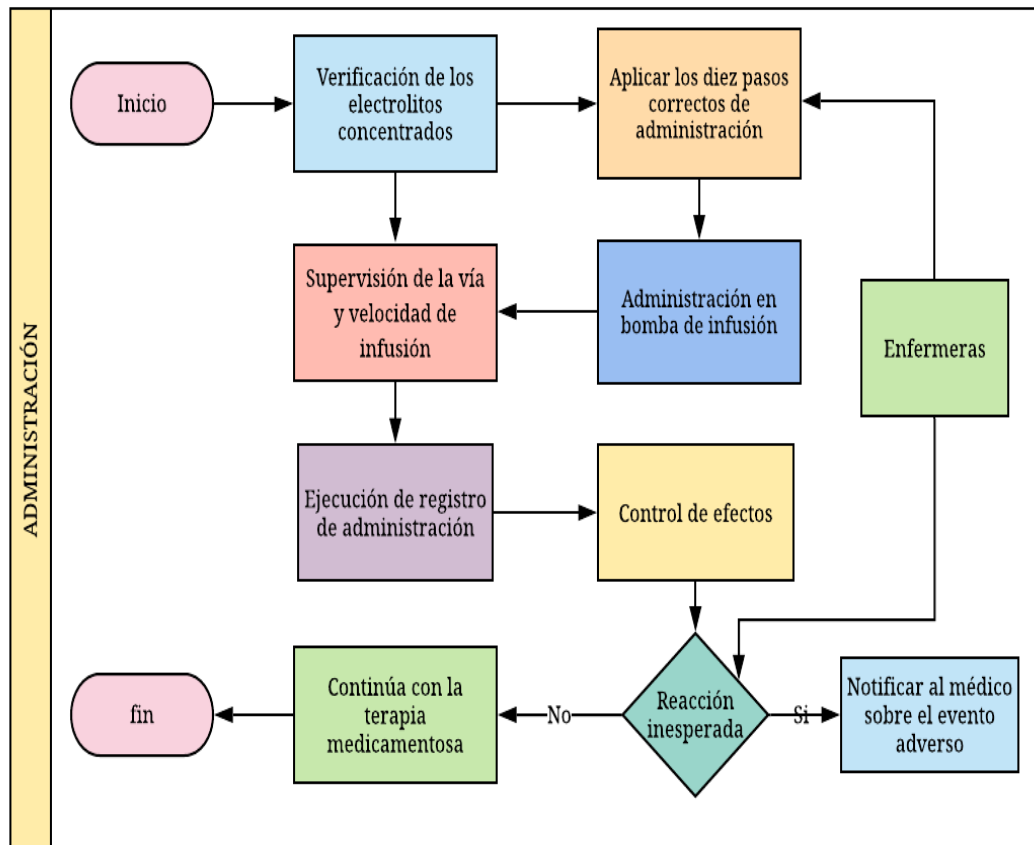 ADMINISTRACIÓN
Inicio
Verificación de los
electrolitos
concentrados
Aplicar los diez pasos
correctos de
administración
Supervisión de la vía
y velocidad de
infusión
Administración en
bomba de infusión
Enfermeras
Ejecución de registro
de administración
Control de efectos
fin
Continúa con la
terapia
medicamentosa
No
Reacción
inesperada
Si
Notificar al médico
sobre el evento
adverso